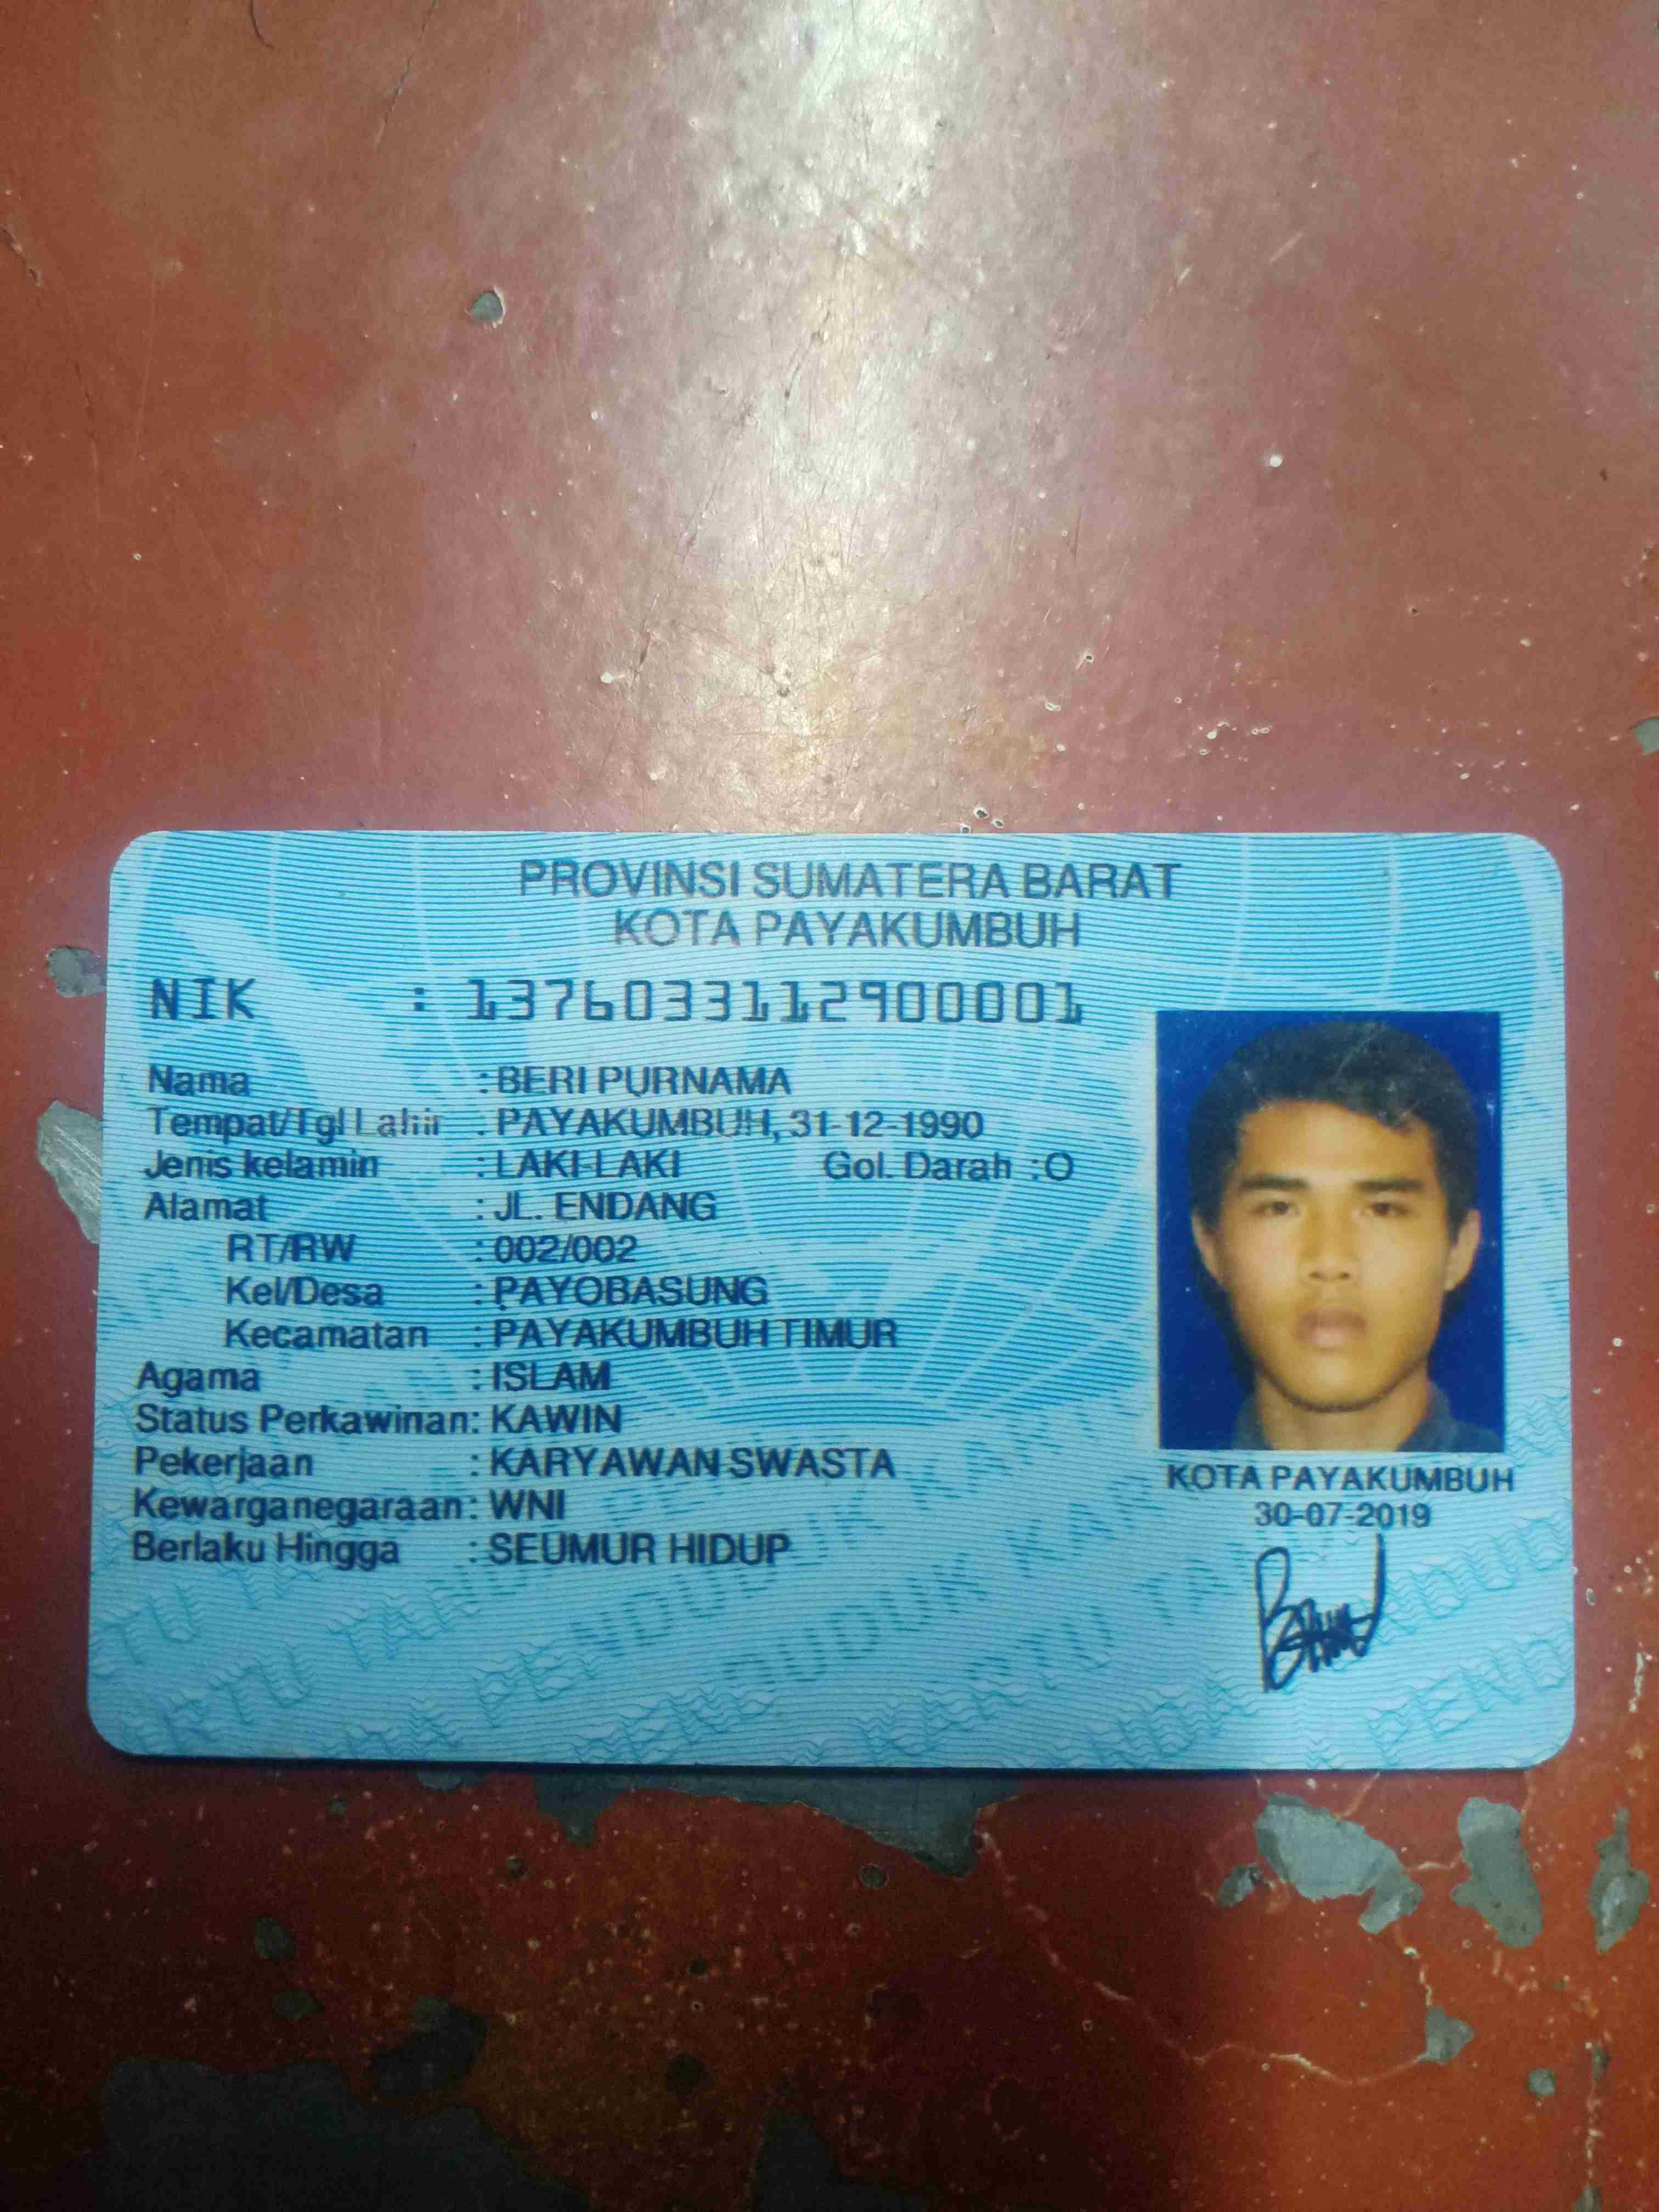 PROVINSI SUMATERA BARAT
KOTA PAYAKUMBUH
NIK : 1376033112900001
Nama : BERI PURNAMA
Tempat/Tgl Lahir : PAYAKUMBUH, 31-12-1990
Jenis kelamin : LAKI-LAKI Gol. Darah : O
Alamat : JL. ENDANG
RT/RW : 002/002
Kel/Desa : PAYOBASUNG
Kecamatan : PAYAKUMBUH TIMUR
Agama : ISLAM
Status Perkawinan : KAWIN
Pekerjaan : KARYAWAN SWASTA
Kewarganegaraan : WNI
Berlaku Hingga : SEUMUR HIDUP
KOTA PAYAKUMBUH
30-07-2019